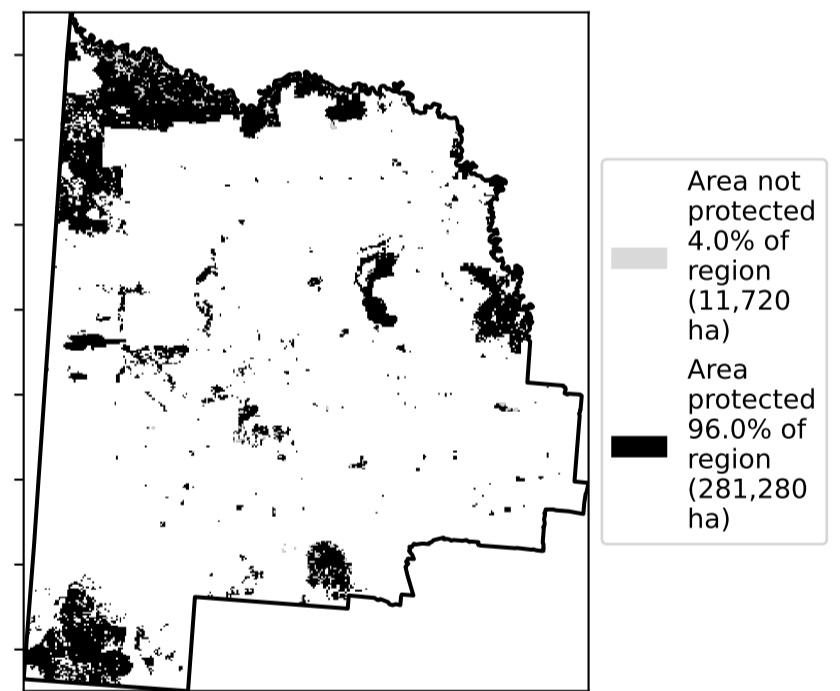 Area not
protected
4.0% of
region
(11,720
ha)
Area
protected
96.0% of
region
(281,280
ha)